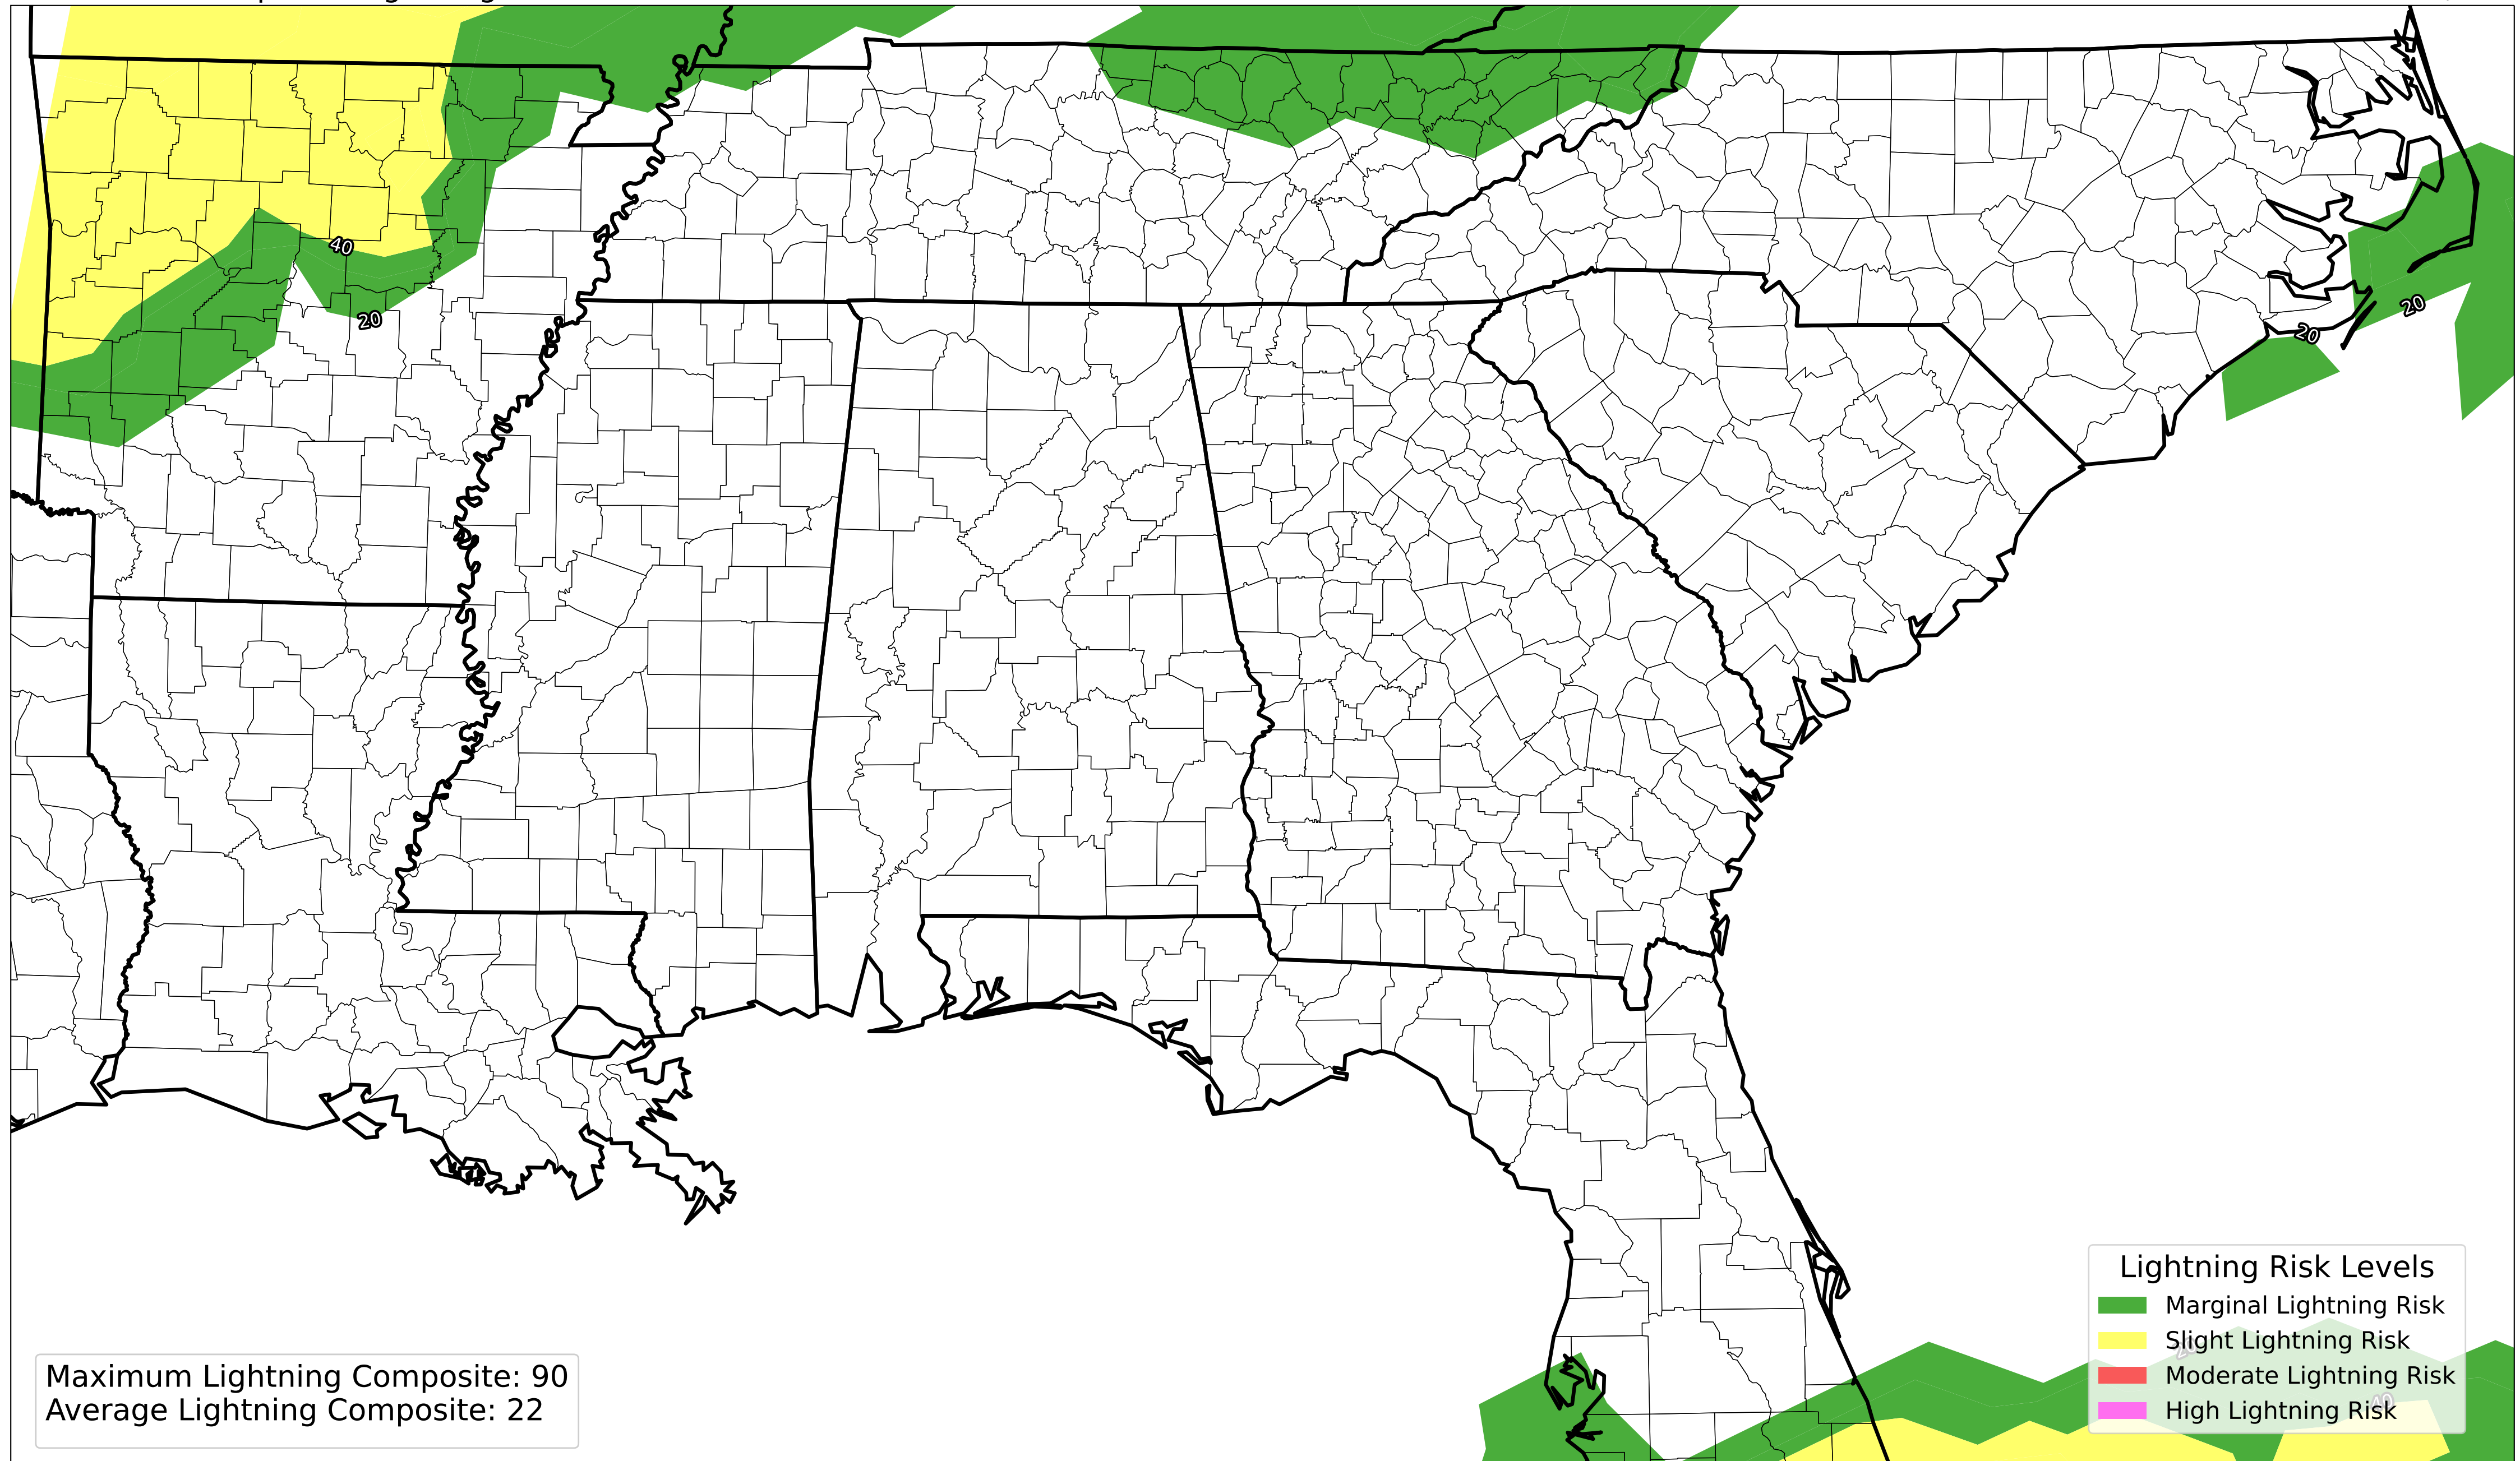 40
20
20
20
Lightning Risk Levels
Marginal Lightning Risk
Slight Lightning Risk
Moderate Lightning Risk
High Lightning Risk
Maximum Lightning Composite: 90
Average Lightning Composite: 22